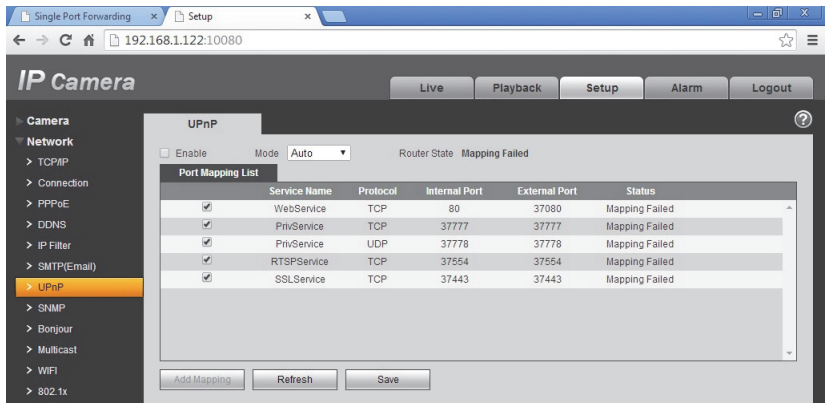 Single Port Forwarding
Setup
192.168.1.122:10080
IP Camera
Live Playback Setup Alarm Logout
Camera
Network
TCP/IP
Connection
PPPoE
DDNS
IP Filter
SMTP(Email)
UPnP
SNMP
Bonjour
Multicast
WIFI
802.1x
UPnP
Enable Mode Auto Router State Mapping Failed
Port Mapping List
Service Name Protocol Internal Port External Port Status
WebService TCP 80 37080 Mapping Failed
PrivService TCP 37777 37777 Mapping Failed
PrivService UDP 37778 37778 Mapping Failed
RTSPService TCP 37554 37554 Mapping Failed
SSLService TCP 37443 37443 Mapping Failed
Add Mapping Refresh Save